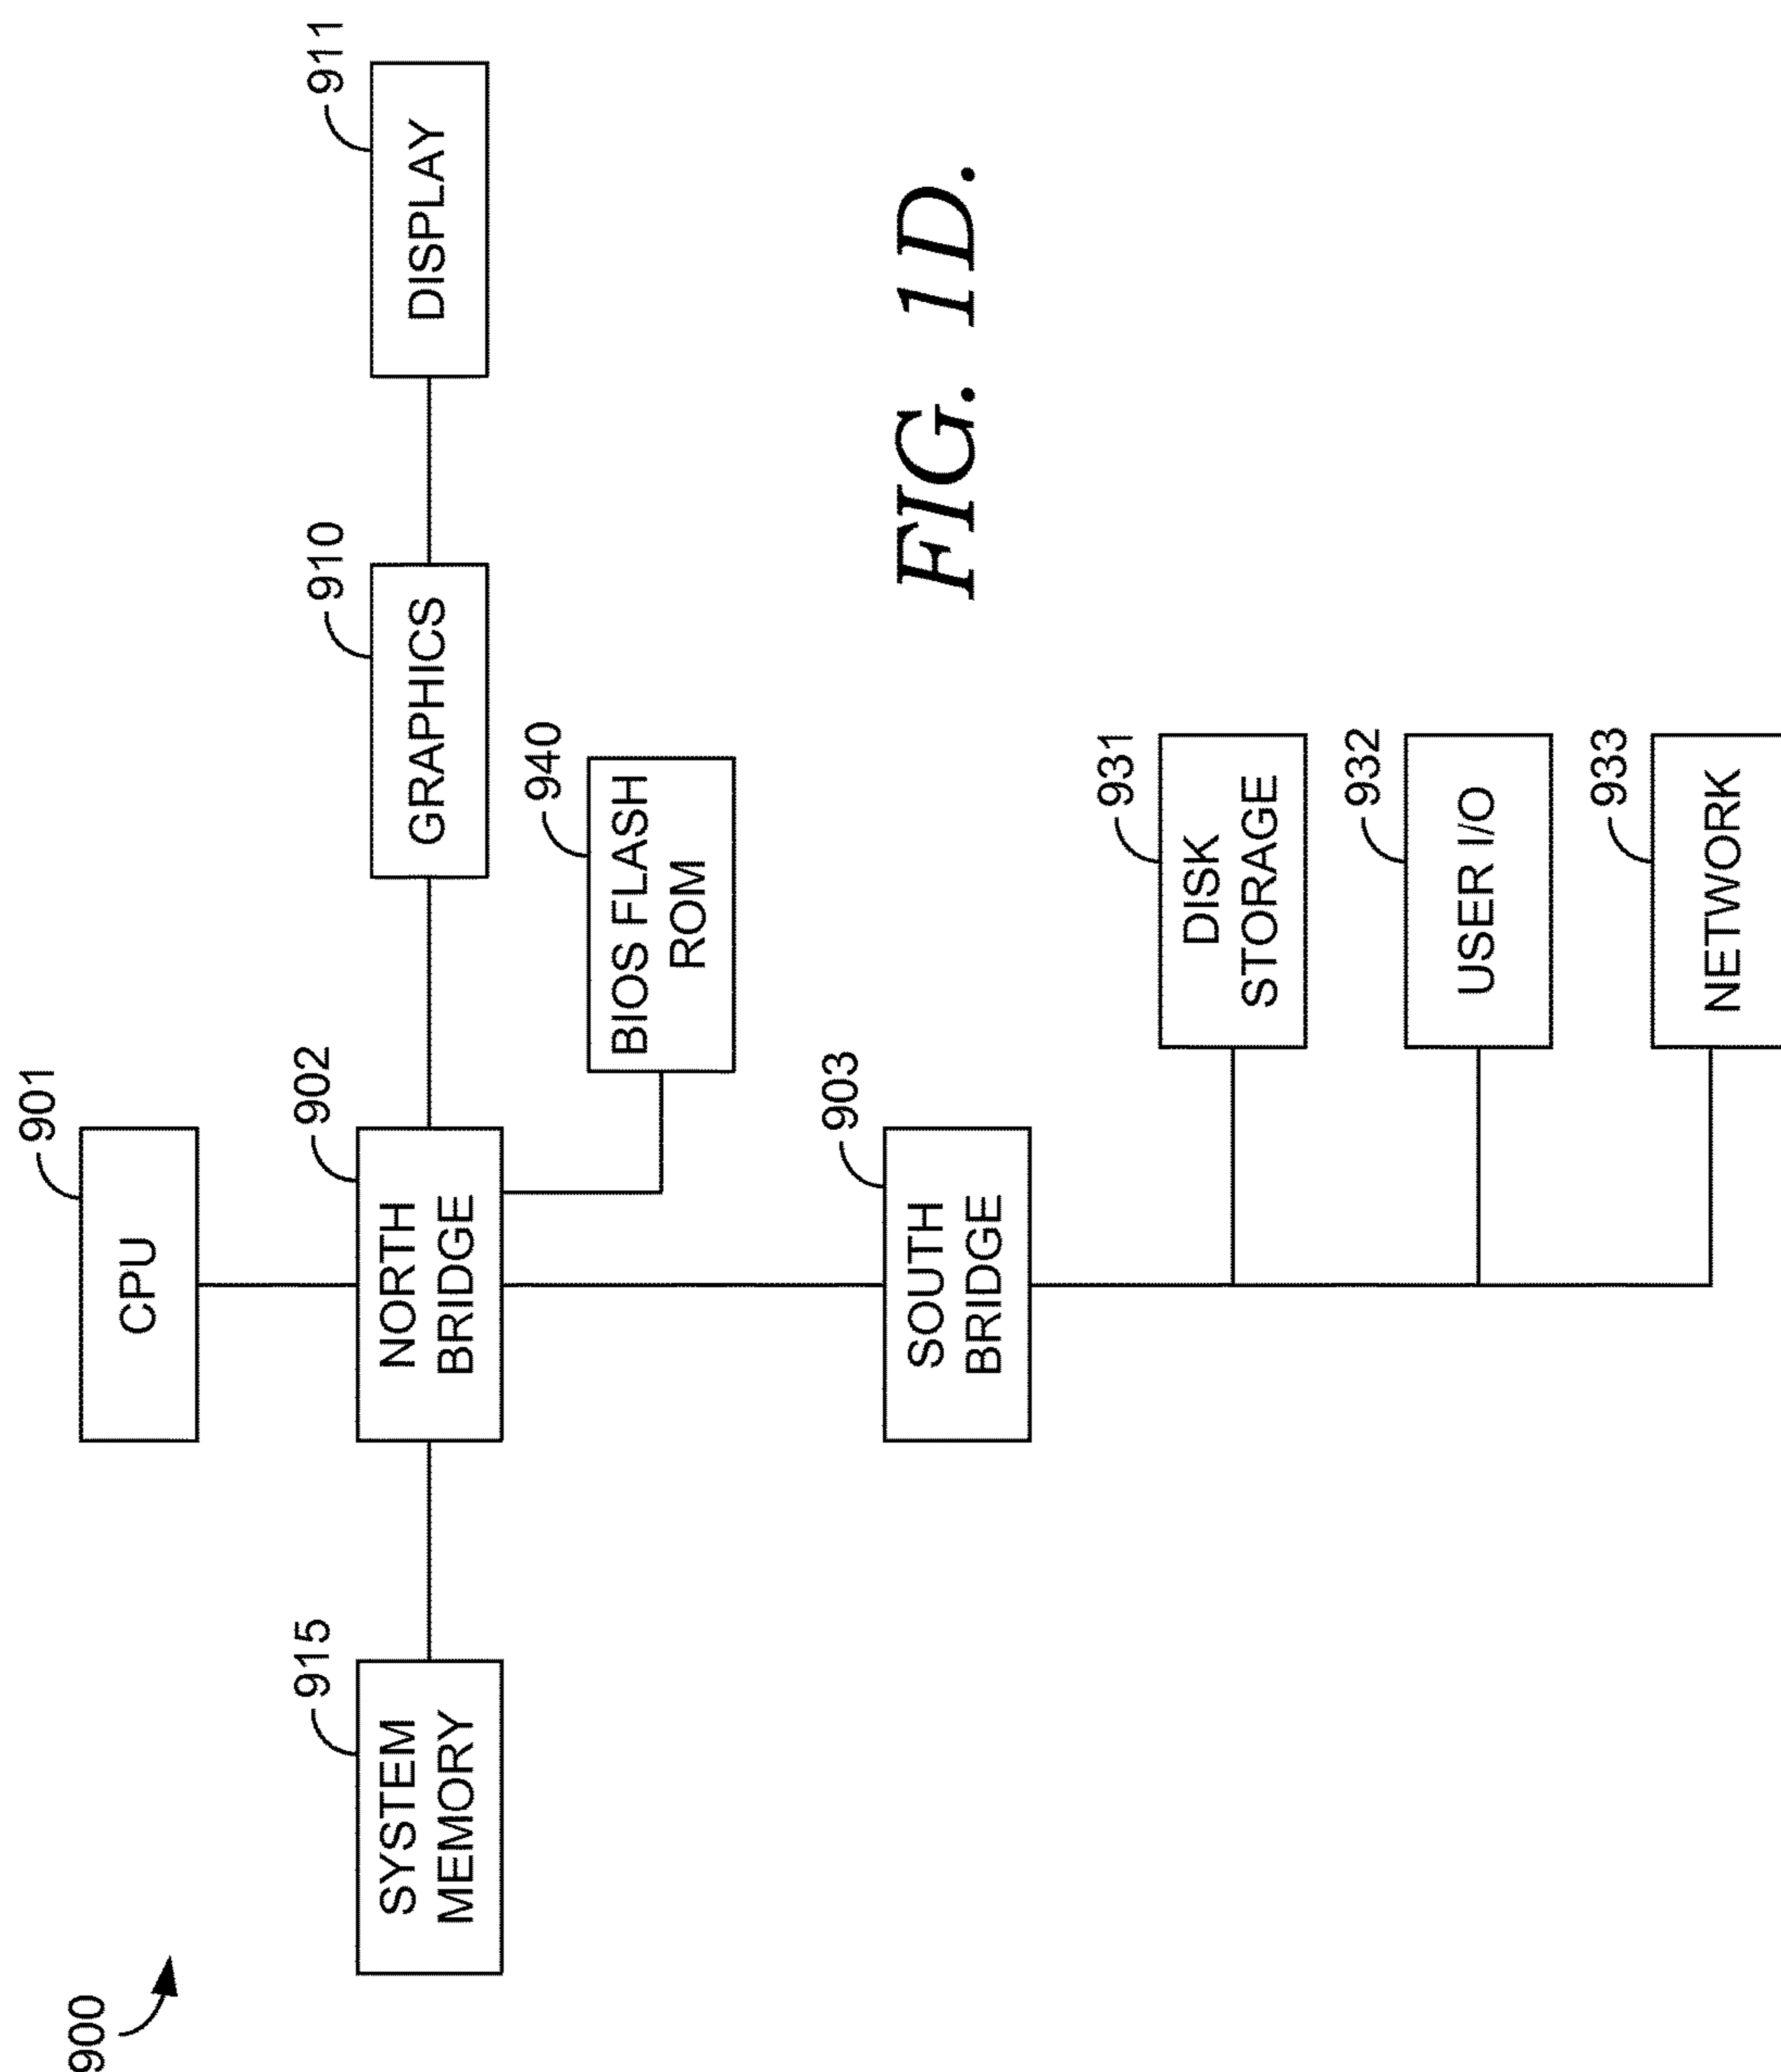 900
901
CPU
915
SYSTEM
MEMORY
902
NORTH
BRIDGE
910
GRAPHICS
911
DISPLAY
940
BIOS FLASH
ROM
903
SOUTH
BRIDGE
931
DISK
STORAGE
932
USER I/O
933
NETWORK
FIG. 1D.